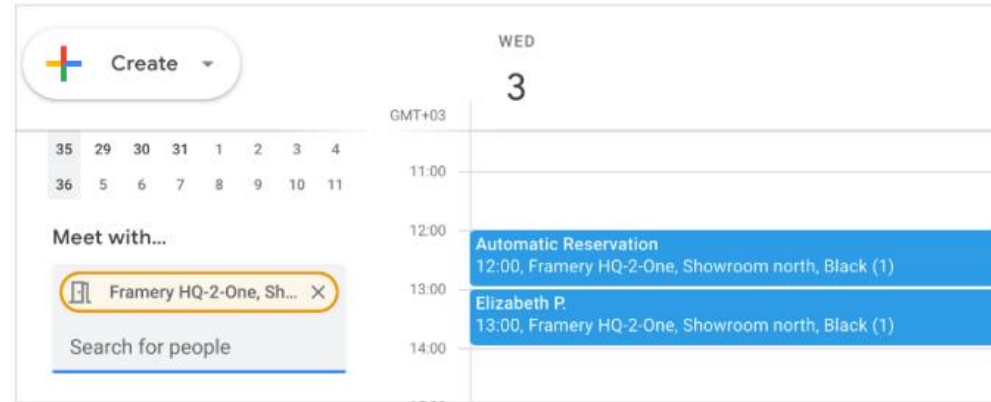 Create
WED
3
GMT+03
35 29 30 31 1 2 3 4
36 5 6 7 8 9 10 11
Meet with...
Framery HQ-2-One, Sh...
Search for people
11:00
12:00
Automatic Reservation
12:00, Framery HQ-2-One, Showroom north, Black (1)
13:00
Elizabeth P.
13:00, Framery HQ-2-One, Showroom north, Black (1)
14:00